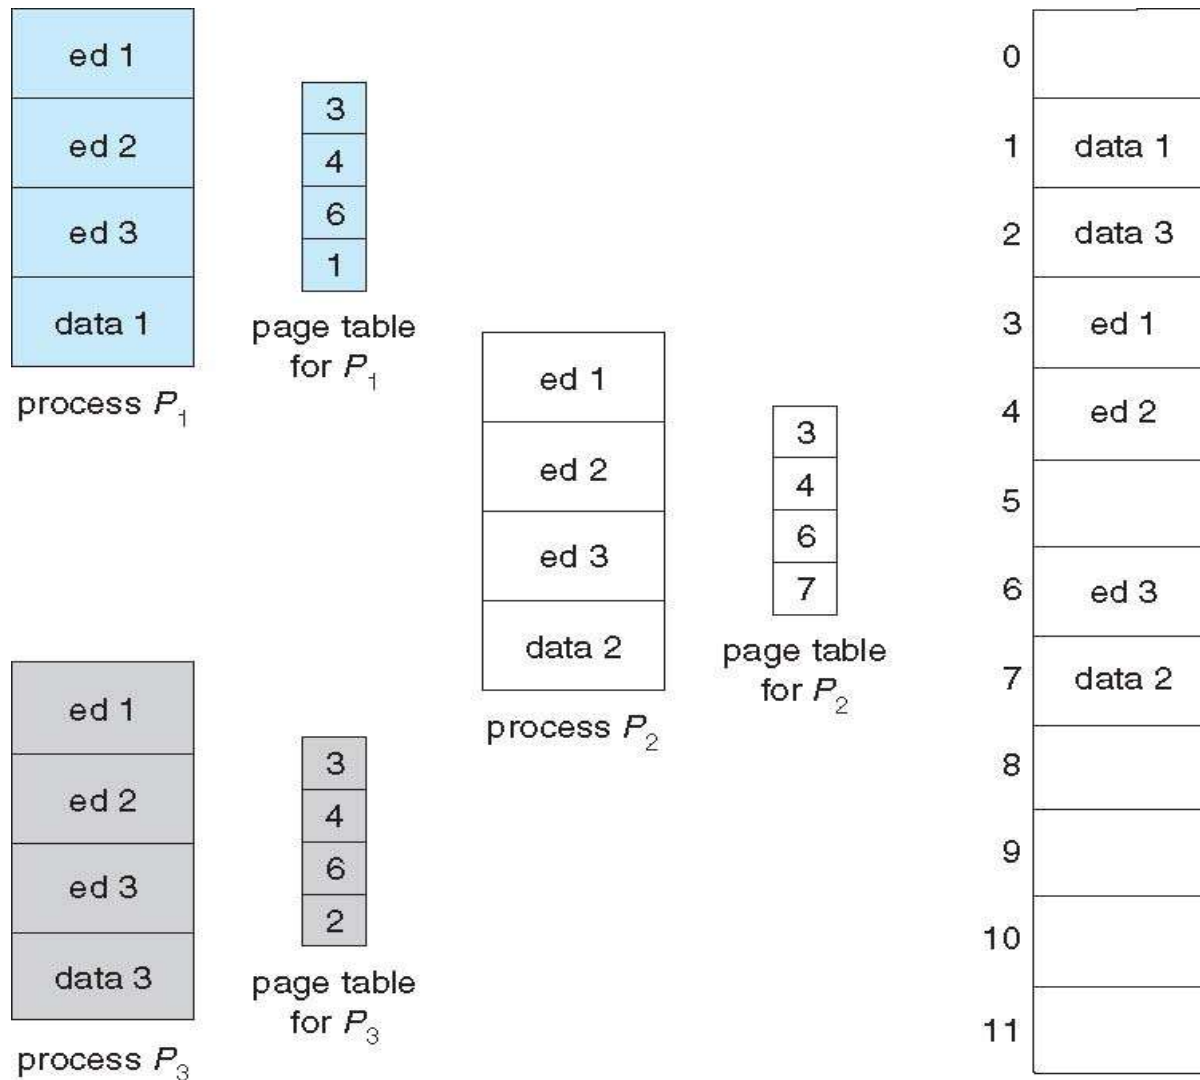 ed 1
ed 2
ed 3
data 1
process P1
3
4
6
1
page table
for P1
ed 1
ed 2
ed 3
data 2
process P2
3
4
6
7
page table
for P2
ed 1
ed 2
ed 3
data 3
process P3
3
4
6
2
page table
for P3
0
1 data 1
2 data 3
3 ed 1
4 ed 2
5
6 ed 3
7 data 2
8
9
10
11